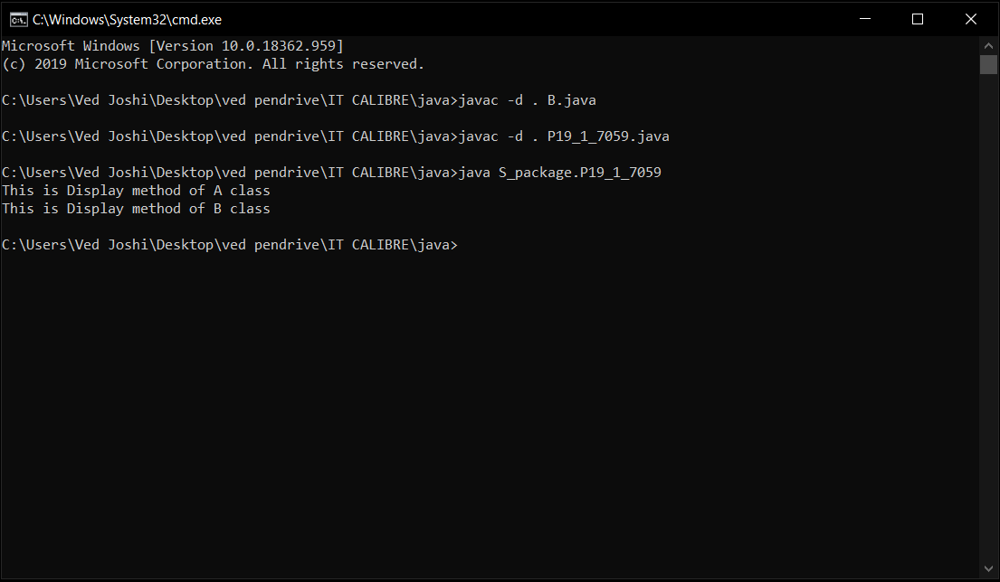 C:\Windows\System32\cmd.exe
Microsoft Windows [Version 10.0.18362.959]
(c) 2019 Microsoft Corporation. All rights reserved.
C:\Users\Ved Joshi\Desktop\ved pendrive\IT CALIBRE\java>javac -d . B.java
C:\Users\Ved Joshi\Desktop\ved pendrive\IT CALIBRE\java>javac -d . P19_1_7059.java
C:\Users\Ved Joshi\Desktop\ved pendrive\IT CALIBRE\java>java S_package.P19_1_7059
This is Display method of A class
This is Display method of B class
C:\Users\Ved Joshi\Desktop\ved pendrive\IT CALIBRE\java>